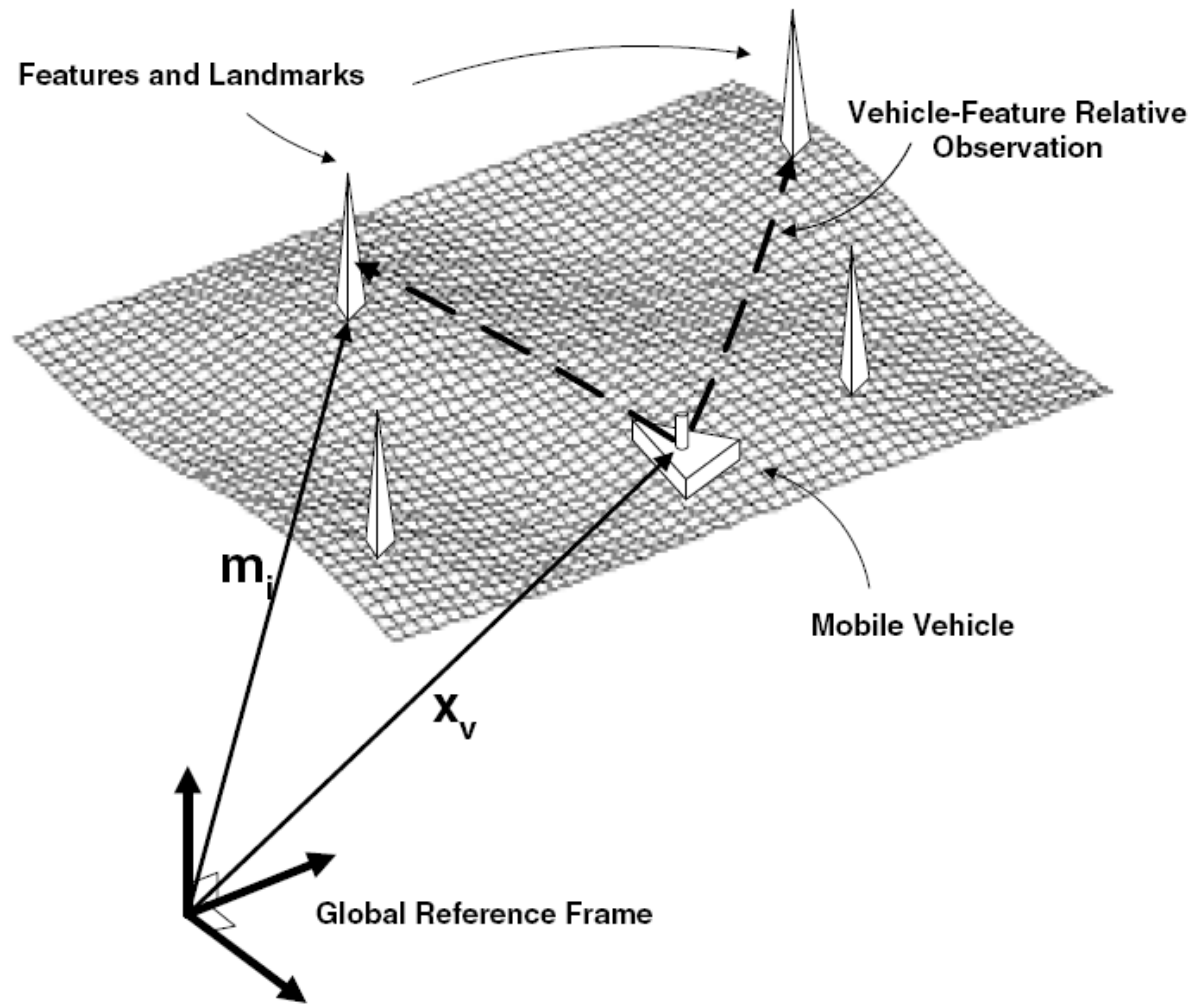 Features and Landmarks
Vehicle-Feature Relative
Observation
mi
Mobile Vehicle
xv
Global Reference Frame